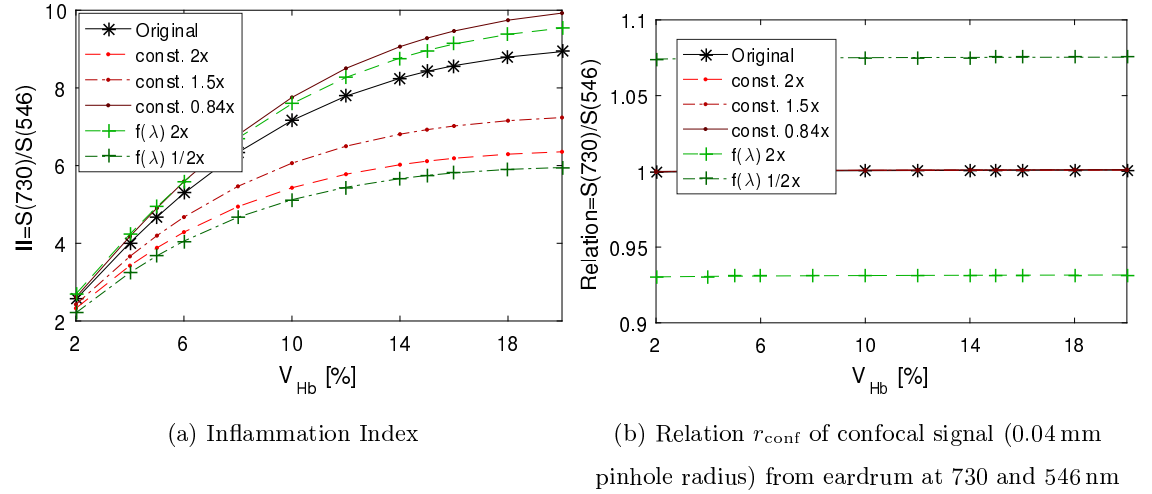 10
8
6
4
2
II=S(730)/S(546)
Original
const. 2x
const. 1.5x
const. 0.84x
f(λ) 2x
f(λ) 1/2x
2 6 10 14 18
V Hb [%]
(a) Inflammation Index
1.1
1.05
1
0.95
0.9
Relation=S(730)/S(546)
Original
const. 2x
const. 1.5x
const. 0.84x
f(λ) 2x
f(λ) 1/2x
2 6 10 14 18
V Hb [%]
(b) Relation rconf of confocal signal (0.04 mm
pinhole radius) from eardrum at 730 and 546 nm